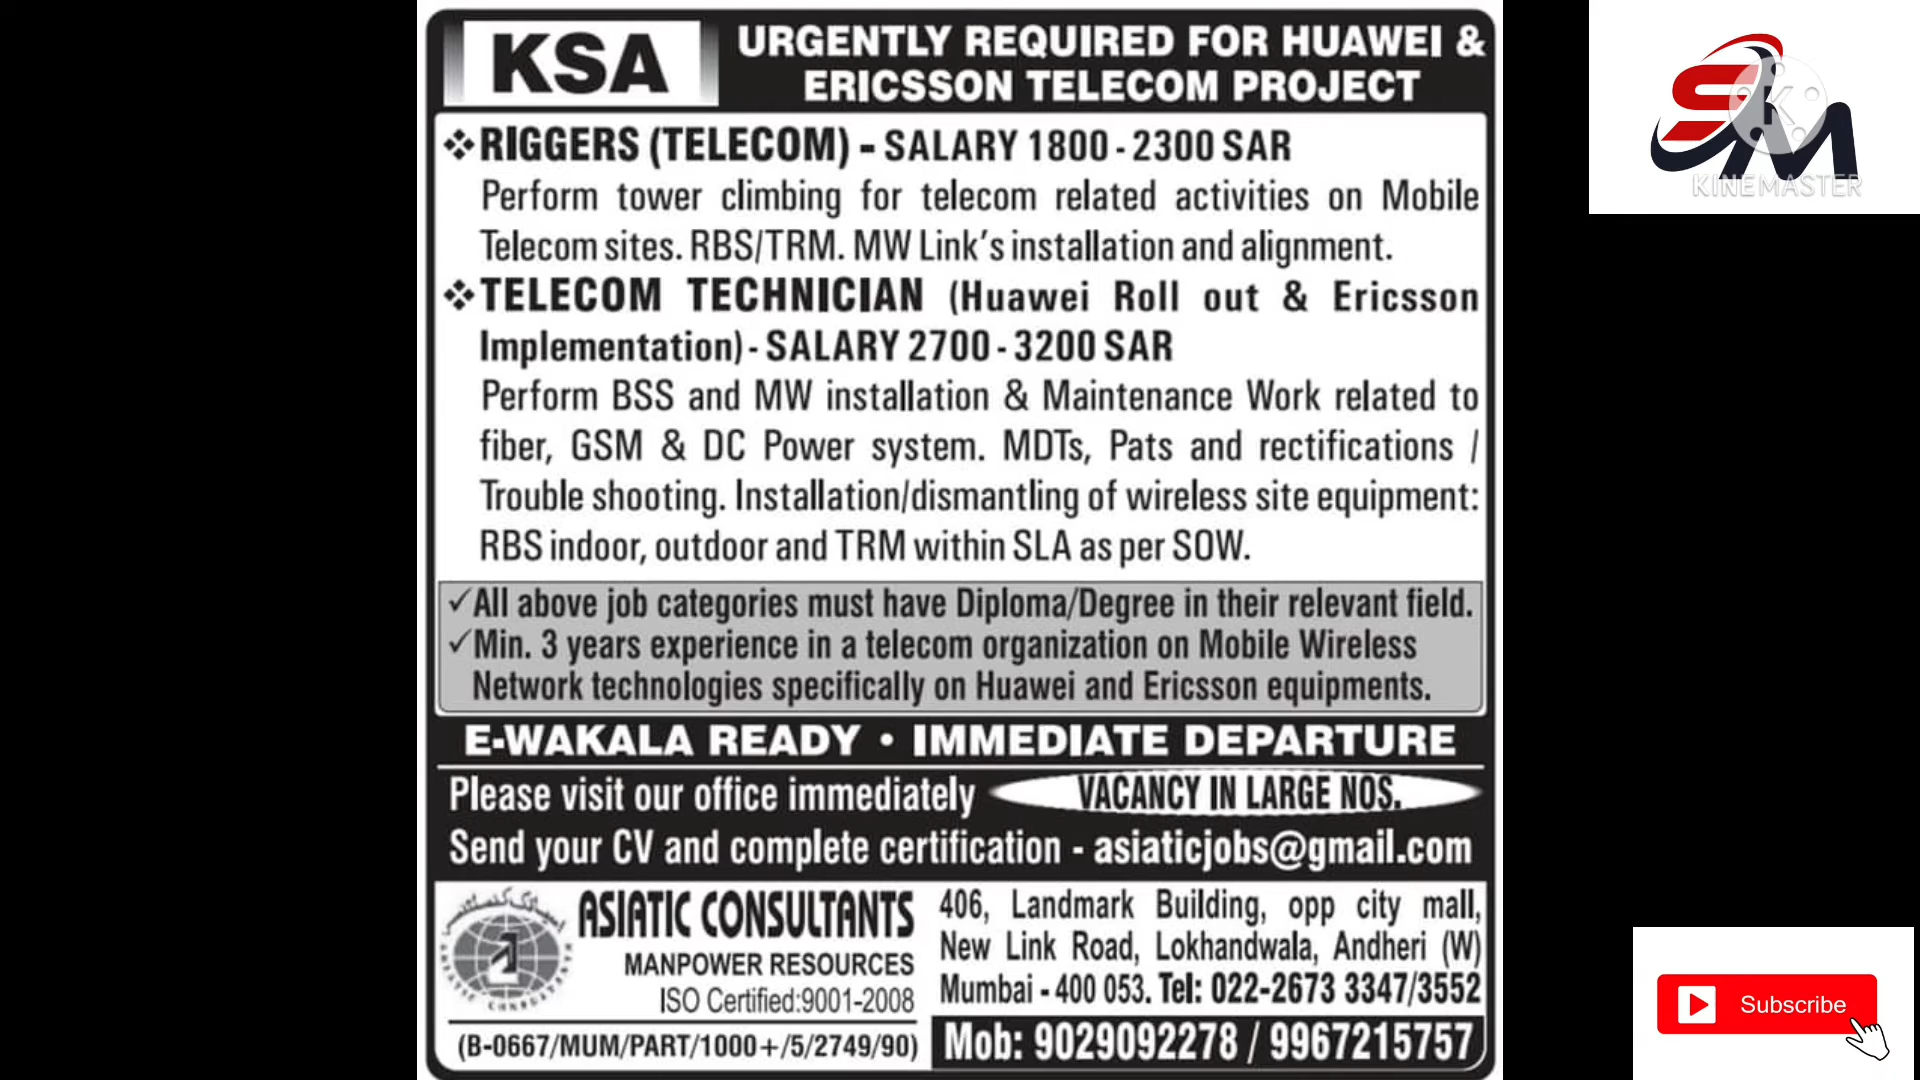 KSA
URGENTLY REQUIRED FOR HUAWEI &
ERICSSON TELECOM PROJECT
❖ RIGGERS (TELECOM) - SALARY 1800 - 2300 SAR
Perform tower climbing for telecom related activities on Mobile
Telecom sites. RBS/TRM. MW Link's installation and alignment.
❖ TELECOM TECHNICIAN (Huawei Roll out & Ericsson
Implementation) - SALARY 2700 - 3200 SAR
Perform BSS and MW installation & Maintenance Work related to
fiber, GSM & DC Power system. MDTs, Pats and rectifications /
Trouble shooting. Installation/dismantling of wireless site equipment:
RBS indoor, outdoor and TRM within SLA as per SOW.
✓ All above job categories must have Diploma/Degree in their relevant field.
✓ Min. 3 years experience in a telecom organization on Mobile Wireless
Network technologies specifically on Huawei and Ericsson equipments.
E-WAKALA READY • IMMEDIATE DEPARTURE
Please visit our office immediately
VACANCY IN LARGE NOS.
Send your CV and complete certification - asiaticjobs@gmail.com
ASIATIC CONSULTANTS
MANPOWER RESOURCES
ISO Certified:9001-2008
(B-0667/MUM/PART/1000+/5/2749/90)
406, Landmark Building, opp city mall,
New Link Road, Lokhandwala, Andheri (W)
Mumbai - 400 053. Tel: 022-2673 3347/3552
Mob: 9029092278 / 9967215757
SM
K
KINEMASTER
Subscribe